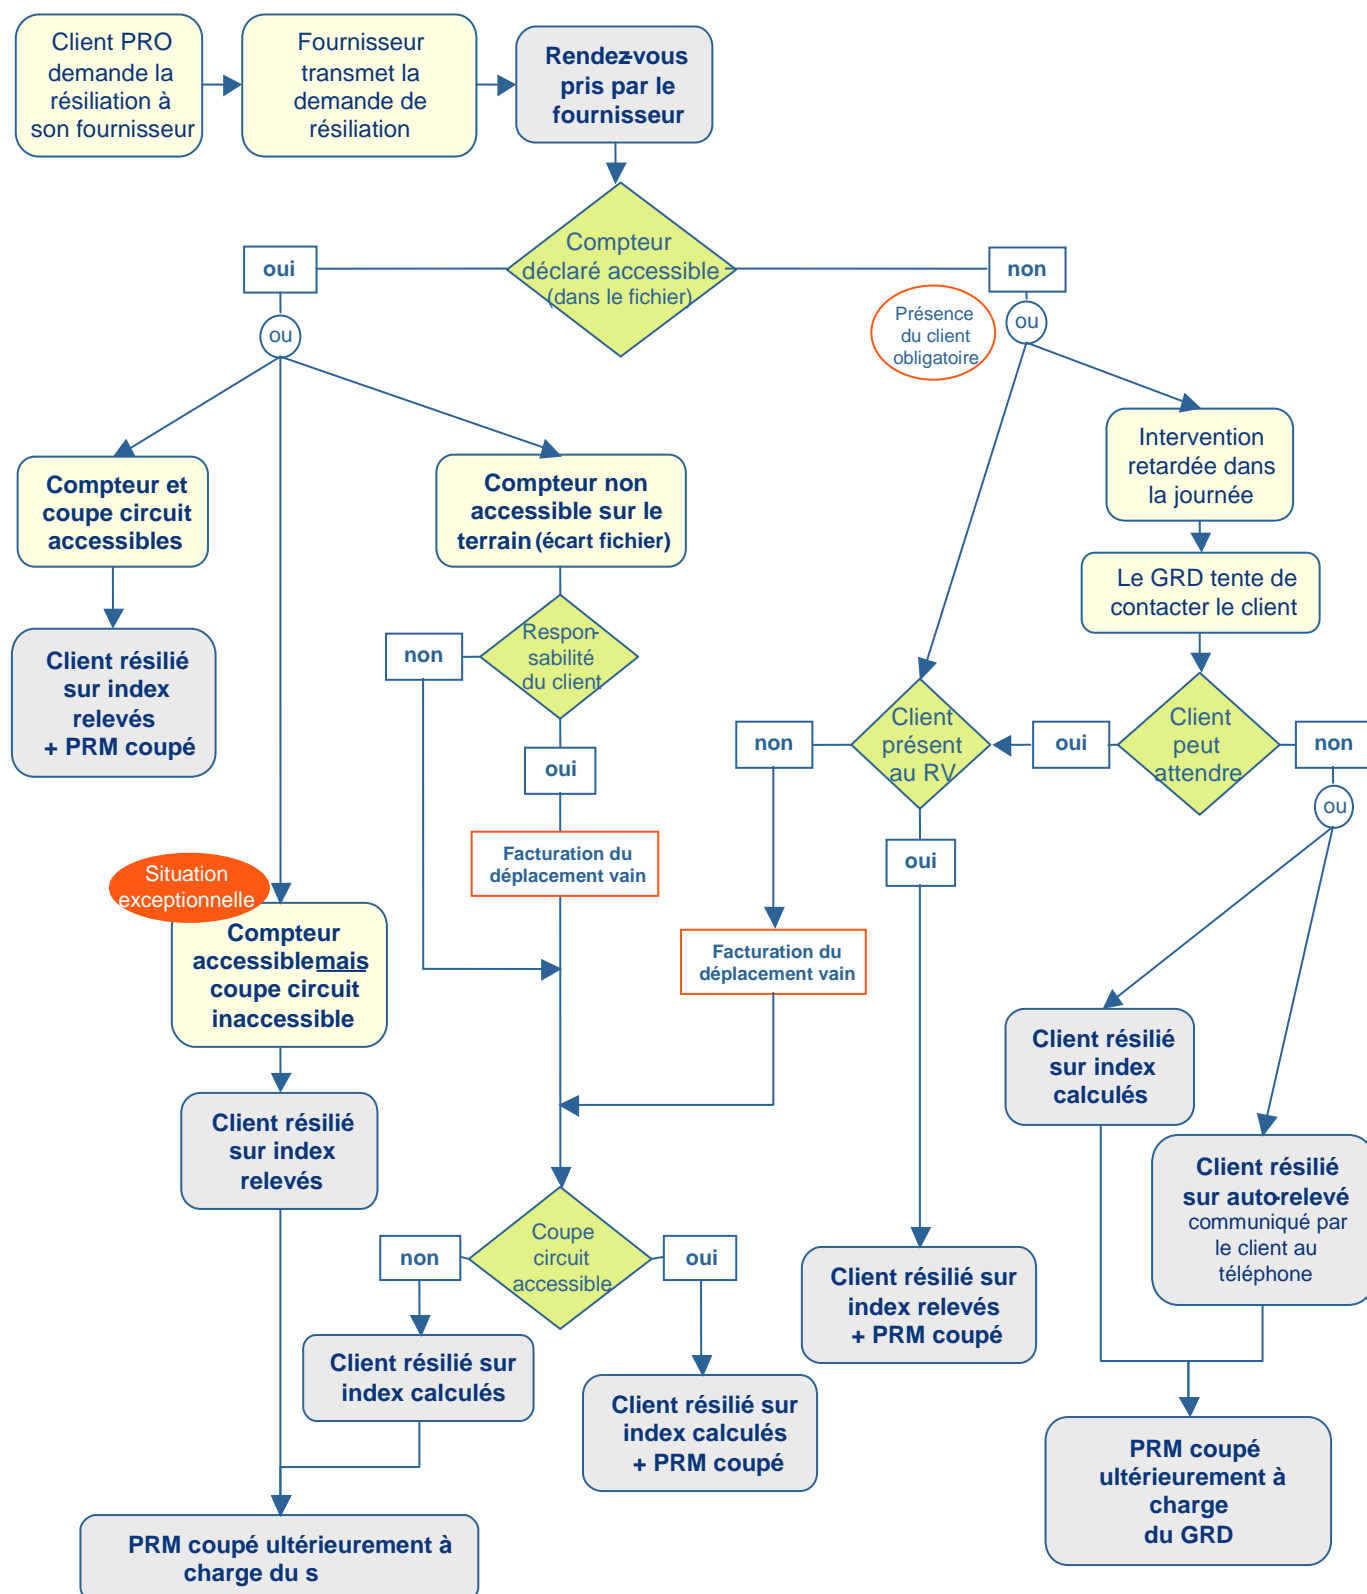 Client PRO
demande la
résiliation à
son fournisseur
Fournisseur
transmet la
demande de
résiliation
Rendez-vous
pris par le
fournisseur
Compteur
déclaré accessible
(dans le fichier)
oui
non
ou
Présence
du client
obligatoire
ou
Intervention
retardée dans
la journée
Compteur et
coupe circuit
accessibles
Compteur non
accessible sur le
terrain (écart fichier)
Le GRD tente de
contacter le client
Client résilié
sur index
relevés
+ PRM coupé
non
Respon-
sabilité
du client
oui
non
Client
présent
au RV
oui
Client
peut
attendre
non
ou
Facturation du
déplacement vain
oui
Situation
exceptionnelle
Compteur
accessible mais
coupe circuit
inaccessible
Facturation du
déplacement vain
Client résilié
sur index
calculés
Client résilié
sur index
relevés
Client résilié
sur auto-relevé
communiqué par
le client au
téléphone
non
Coupe
circuit
accessible
oui
Client résilié sur
index relevés
+ PRM coupé
Client résilié sur
index calculés
Client résilié sur
index calculés
+ PRM coupé
PRM coupé
ultérieurement à
charge
du GRD
PRM coupé ultérieurement à
charge du s